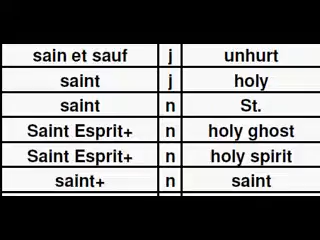 sain et sauf j unhurt
saint j holy
saint n St.
Saint Esprit+ n holy ghost
Saint Esprit+ n holy spirit
saint+ n saint